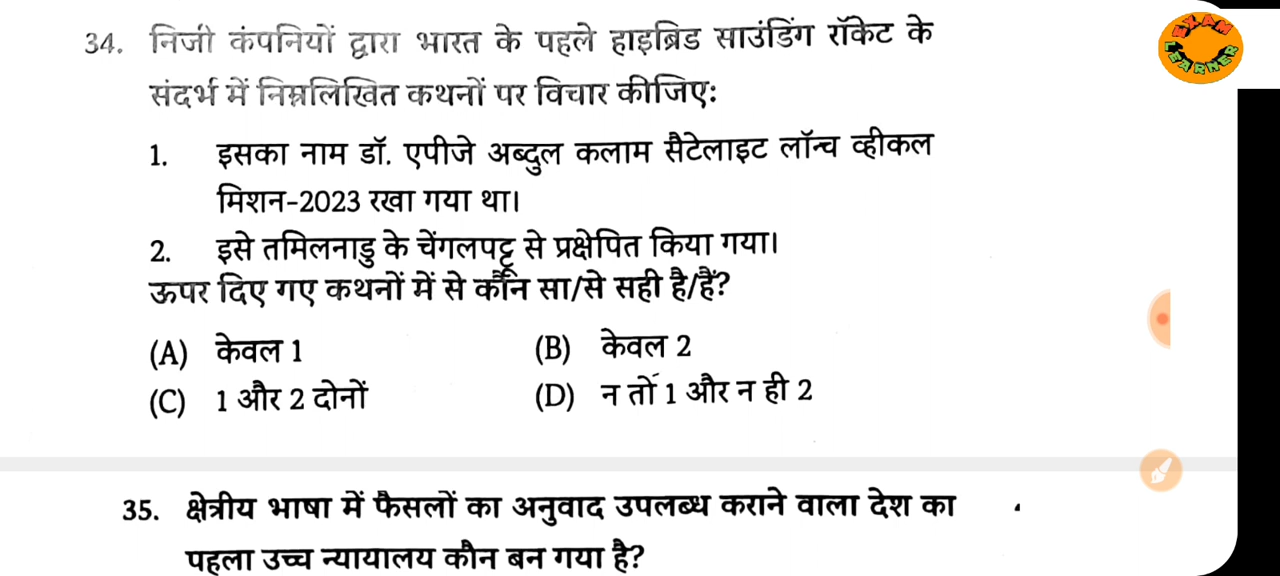 EXAM
LEARNER
34. निजी कंपनियों द्वारा भारत के पहले हाइब्रिड साउंडिंग रॉकेट के
संदर्भ में निम्नलिखित कथनों पर विचार कीजिए:
1. इसका नाम डॉ. एपीजे अब्दुल कलाम सैटेलाइट लॉन्च व्हीकल
मिशन-2023 रखा गया था।
2. इसे तमिलनाडु के चेंगलपट्टू से प्रक्षेपित किया गया।
ऊपर दिए गए कथनों में से कौन सा/से सही है/हैं?
(A) केवल 1 (B) केवल 2
(C) 1 और 2 दोनों (D) न तो 1 और न ही 2
35. क्षेत्रीय भाषा में फैसलों का अनुवाद उपलब्ध कराने वाला देश का
पहला उच्च न्यायालय कौन बन गया है?